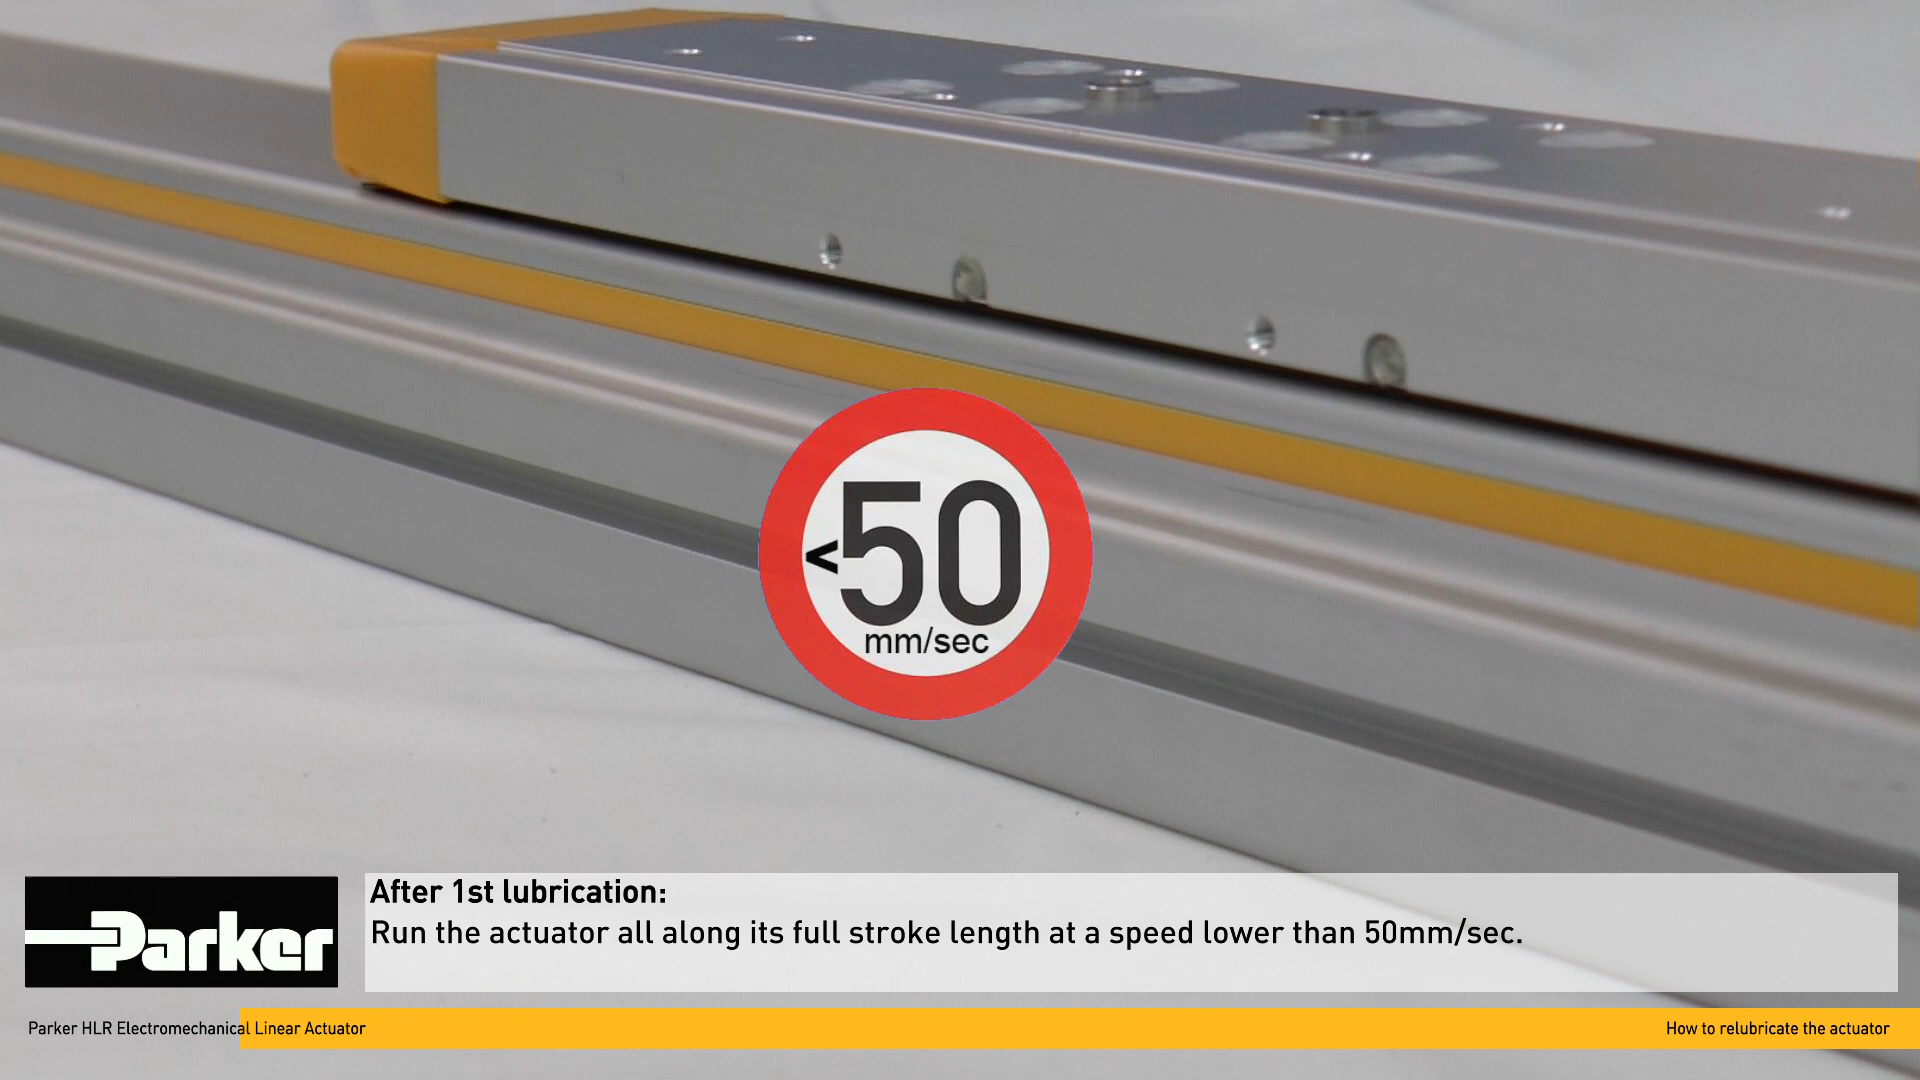 <50
mm/sec
After 1st lubrication:
Run the actuator all along its full stroke length at a speed lower than 50mm/sec.
Parker
Parker HLR Electromechanical Linear Actuator
How to relubricate the actuator